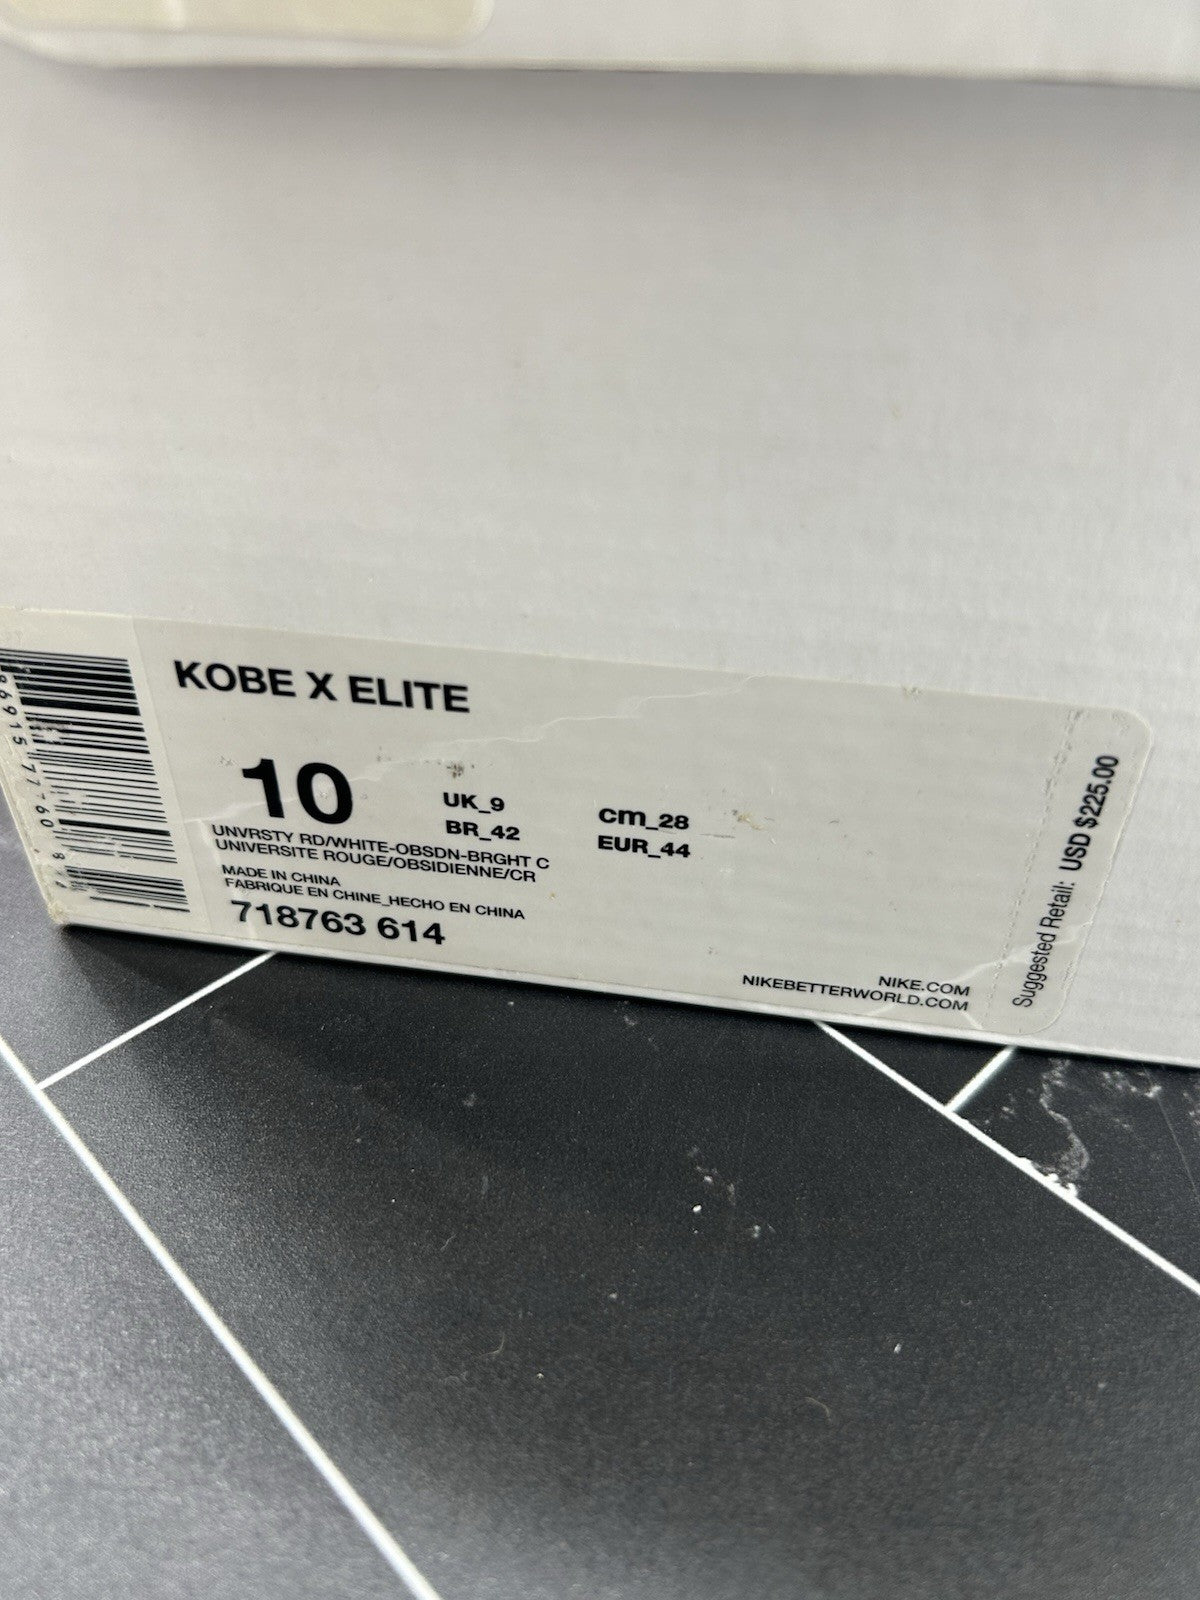 KOBE X ELITE
10
UK_9
CM_28
BR_42
EUR_44
UNVRSTY RD/WHITE-OBSDN-BRGHT C
UNIVERSITE ROUGE/OBSIDIENNE/CR
MADE IN CHINA
FABRIQUE EN CHINE_HECHO EN CHINA
718763 614
NIKE.COM
NIKEBETTERWORLD.COM
Suggested Retail: USD $225.00